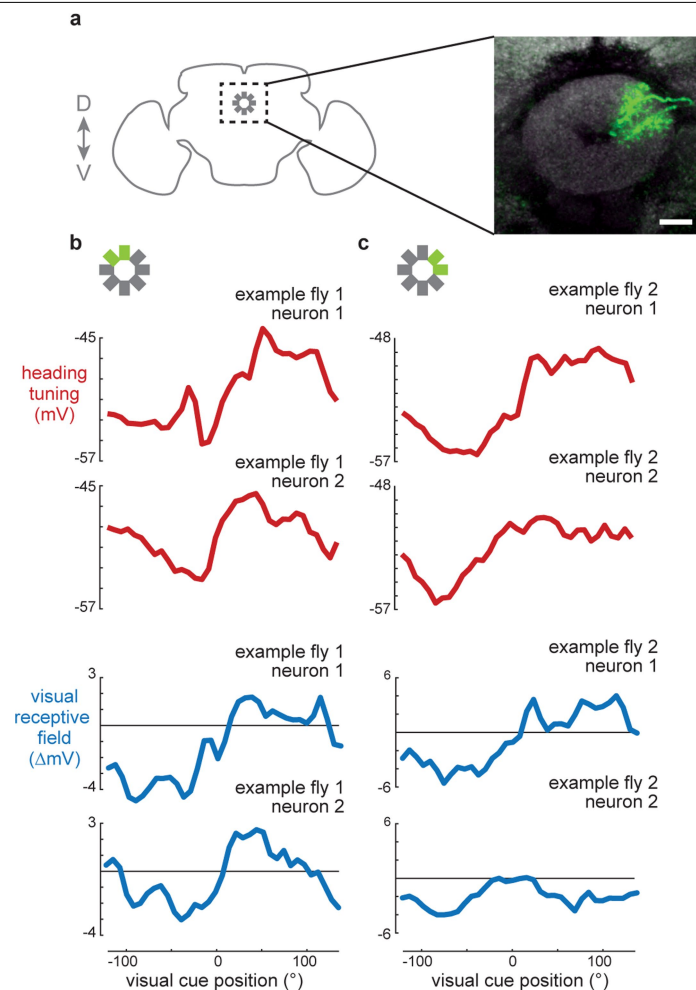 a
D
V
b
c
example fly 1
neuron 1
example fly 2
neuron 1
-45
-57
-48
-57
heading
tuning
(mV)
example fly 1
neuron 2
example fly 2
neuron 2
-45
-57
-48
-57
example fly 1
neuron 1
example fly 2
neuron 1
3
-4
6
-6
visual
receptive
field
(ΔmV)
example fly 1
neuron 2
example fly 2
neuron 2
3
-4
6
-6
-100 0 100
-100 0 100
visual cue position (°)
visual cue position (°)